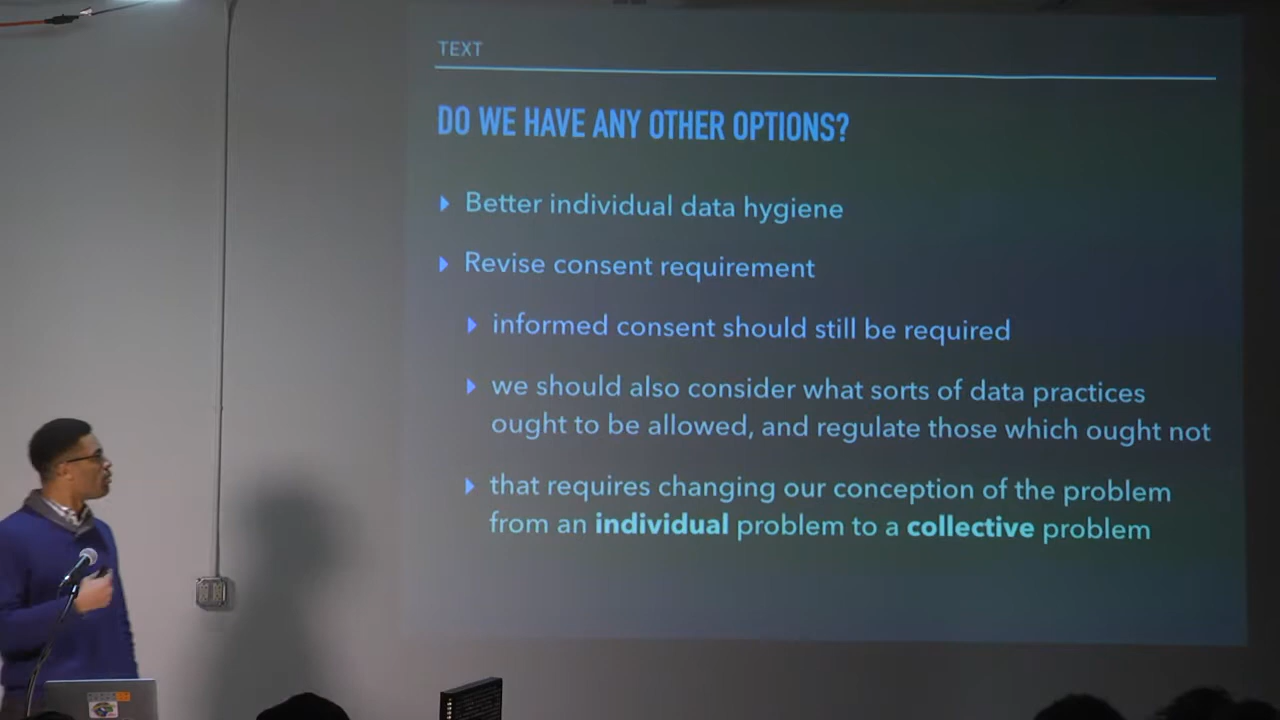 TEXT
DO WE HAVE ANY OTHER OPTIONS?
Better individual data hygiene
Revise consent requirement
informed consent should still be required
we should also consider what sorts of data practices
ought to be allowed, and regulate those which ought not
that requires changing our conception of the problem
from an individual problem to a collective problem